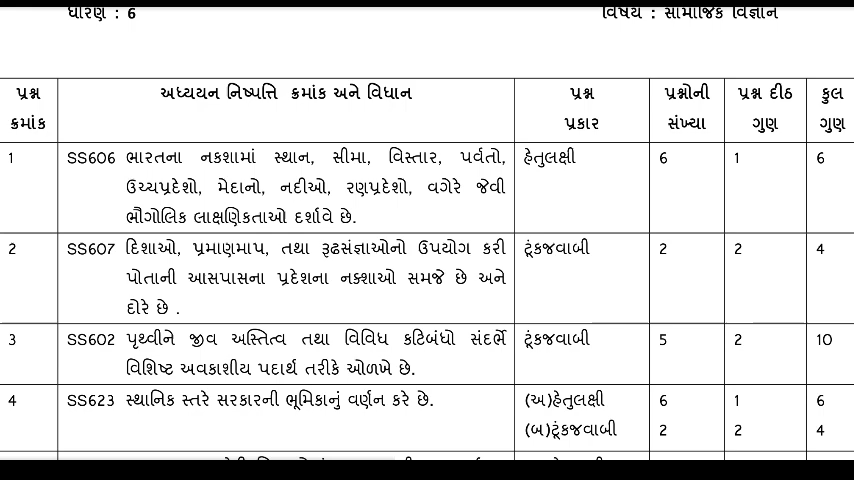 ધોરણ : 6 વિષય : સામાજિક વિજ્ઞાન
પ્રશ્ન ક્રમાંક અધ્યયન નિષ્પત્તિ ક્રમાંક અને વિધાન પ્રશ્ન પ્રકાર પ્રશ્નોની સંખ્યા પ્રશ્ન દીઠ ગુણ કુલ ગુણ
1 SS606 ભારતના નકશામાં સ્થાન, સીમા, વિસ્તાર, પર્વતો, હેતુલક્ષી 6 1 6
ઉચ્ચપ્રદેશો, મેદાનો, નદીઓ, રણપ્રદેશો, વગેરે જેવી
ભૌગોલિક લાક્ષણિકતાઓ દર્શાવે છે.
2 SS607 દિશાઓ, પ્રમાણમાપ, તથા રૂઢસંજ્ઞાઓનો ઉપયોગ કરી ટૂંકજવાબી 2 2 4
પોતાની આસપાસના પ્રદેશના નકશાઓ સમજે છે અને
દોરે છે .
3 SS602 પૃથ્વીને જીવ અસ્તિત્વ તથા વિવિધ કટિબંધો સંદર્ભે ટૂંકજવાબી 5 2 10
વિશિષ્ટ અવકાશીય પદાર્થ તરીકે ઓળખે છે.
4 SS623 સ્થાનિક સ્તરે સરકારની ભૂમિકાનું વર્ણન કરે છે. (અ)હેતુલક્ષી 6 1 6
(બ)ટૂંકજવાબી 2 2 4